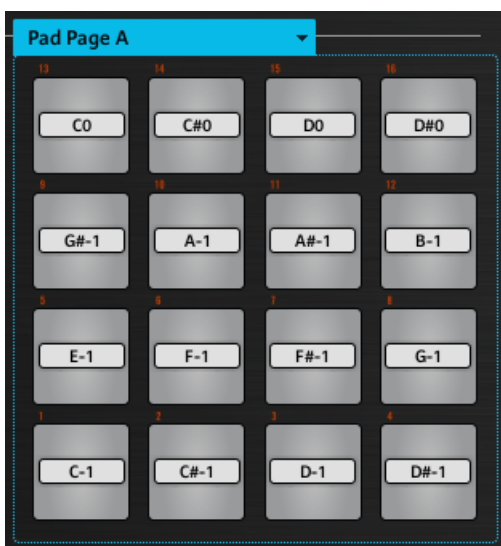 Pad Page A
13 14 15 16
C0 C#0 D0 D#0
9 10 11 12
G#-1 A-1 A#-1 B-1
5 6 7 8
E-1 F-1 F#-1 G-1
1 2 3 4
C-1 C#-1 D-1 D#-1